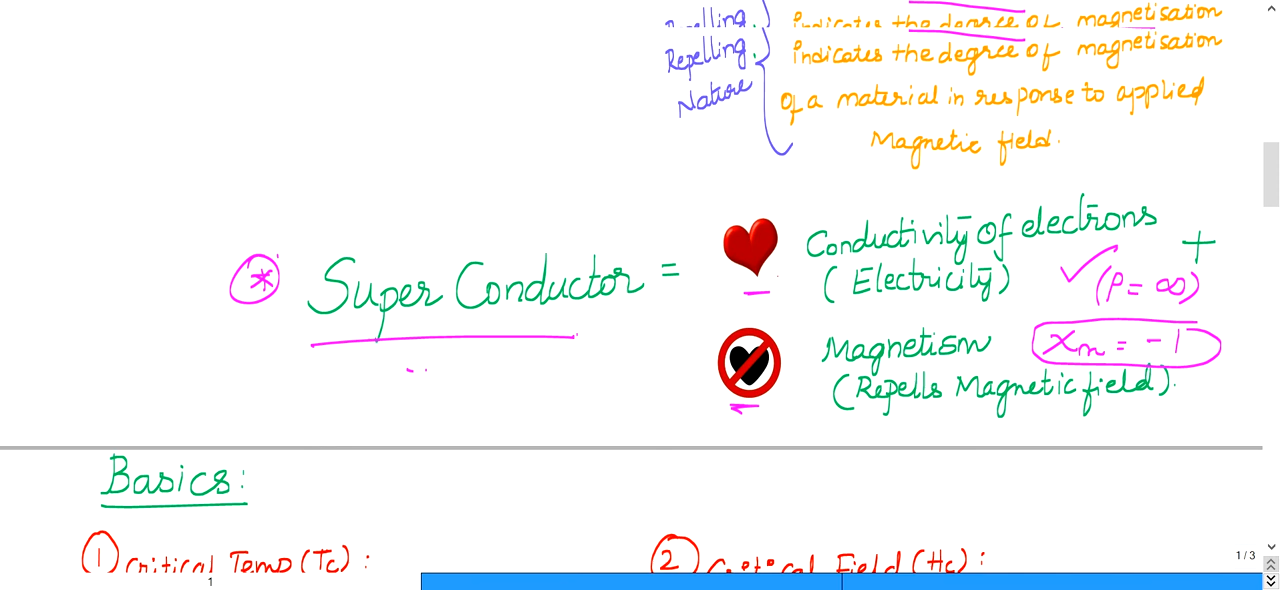 Indicates the degree of magnetisation
Repelling Indicates the degree of magnetisation
Nature of a material in response to applied
Magnetic field.
* Super Conductor = Conductivity of electrons +
(Electricity) (ρ = ∞)
Magnetism χm = -1
(Repells Magnetic field).
Basics:
① Critical Temp (Tc): ② Critical Field (Hc):
1 / 3
1